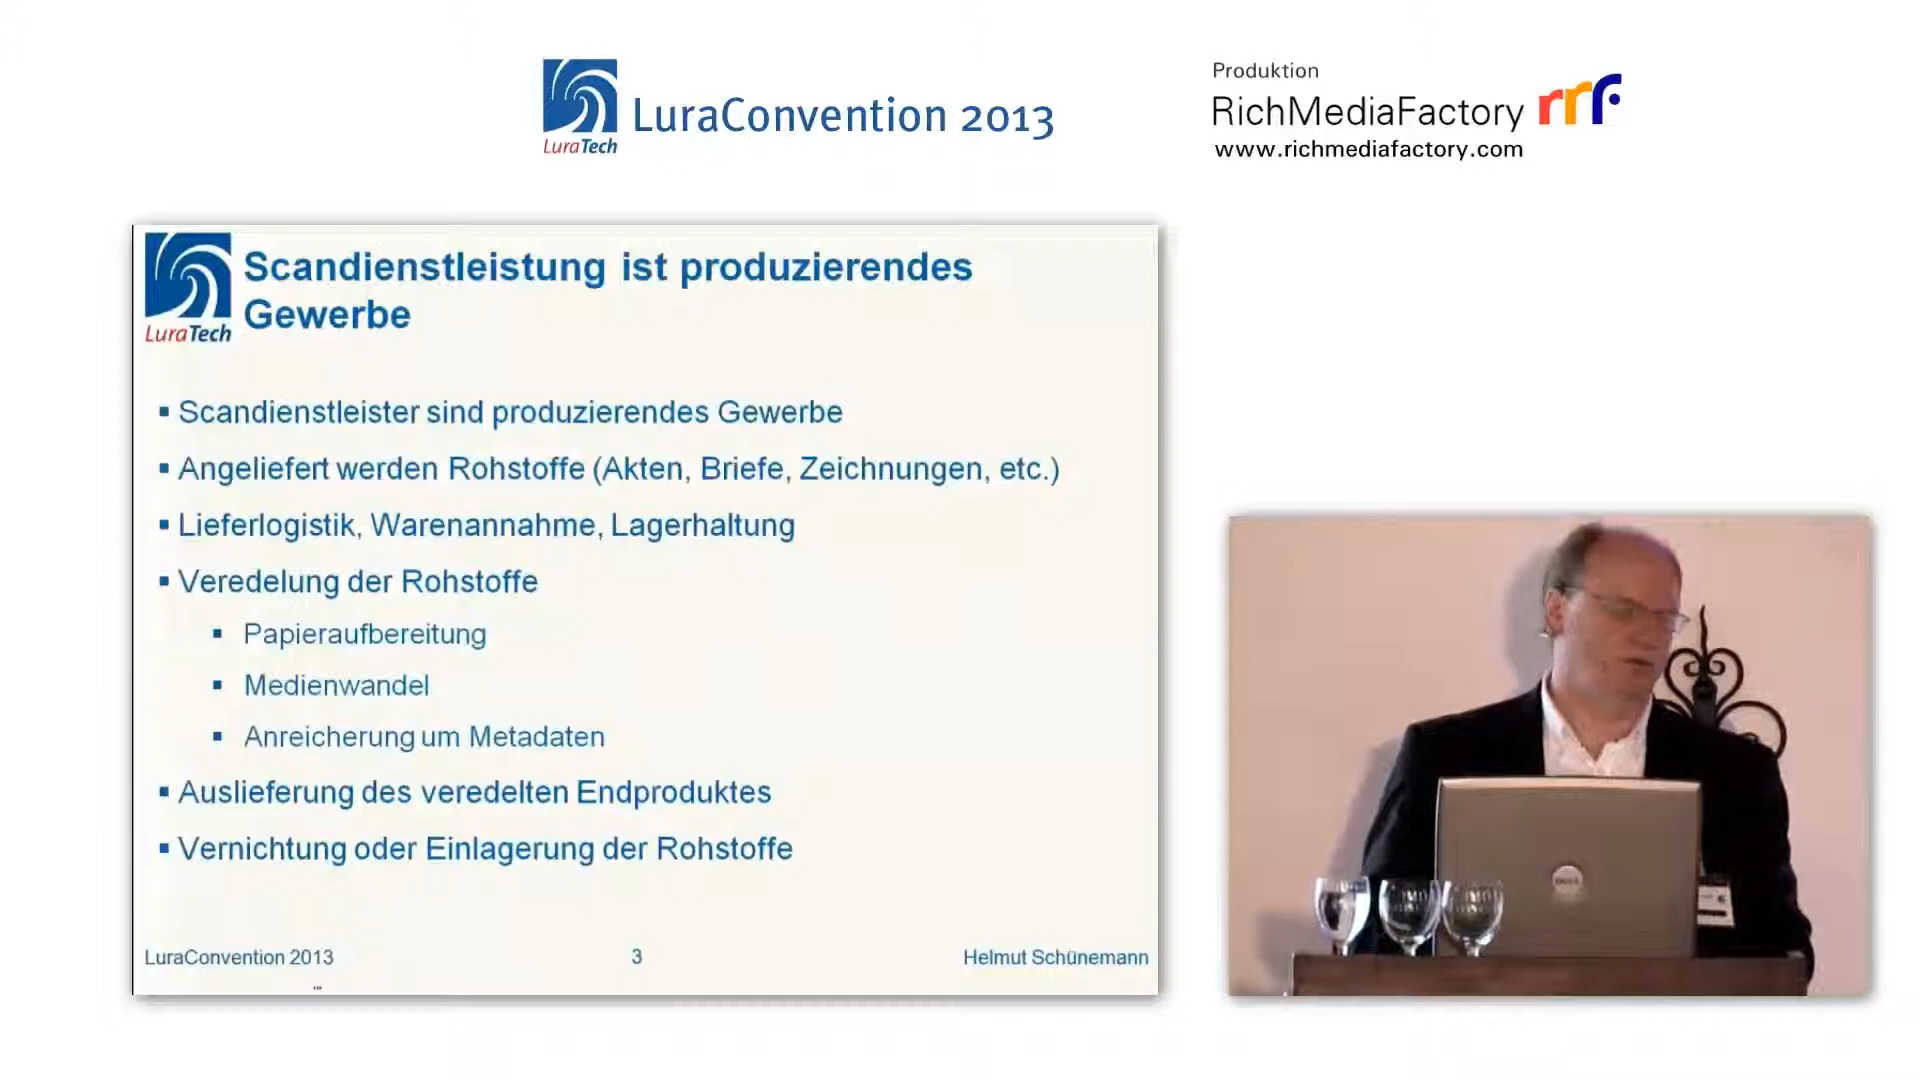 LuraTech
LuraConvention 2013
Produktion
RichMediaFactory rmf
www.richmediafactory.com
LuraTech
Scandienstleistung ist produzierendes
Gewerbe
▪ Scandienstleister sind produzierendes Gewerbe
▪ Angeliefert werden Rohstoffe (Akten, Briefe, Zeichnungen, etc.)
▪ Lieferlogistik, Warenannahme, Lagerhaltung
▪ Veredelung der Rohstoffe
▪ Papieraufbereitung
▪ Medienwandel
▪ Anreicherung um Metadaten
▪ Auslieferung des veredelten Endproduktes
▪ Vernichtung oder Einlagerung der Rohstoffe
LuraConvention 2013
3
Helmut Schünemann
DELL